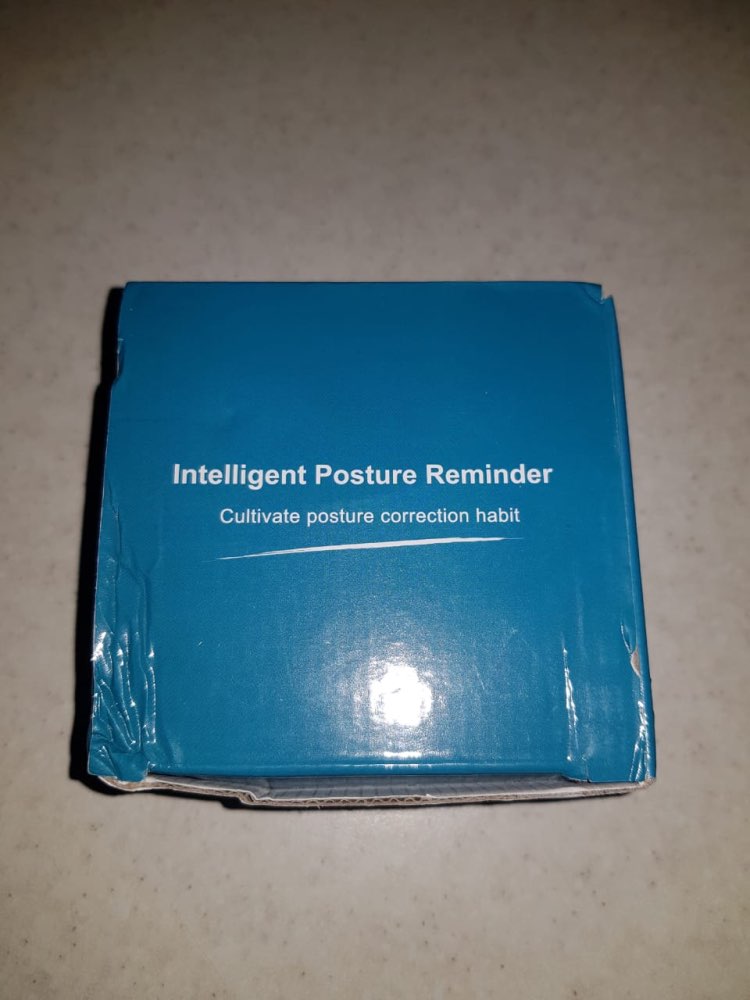 Intelligent Posture Reminder
Cultivate posture correction habit